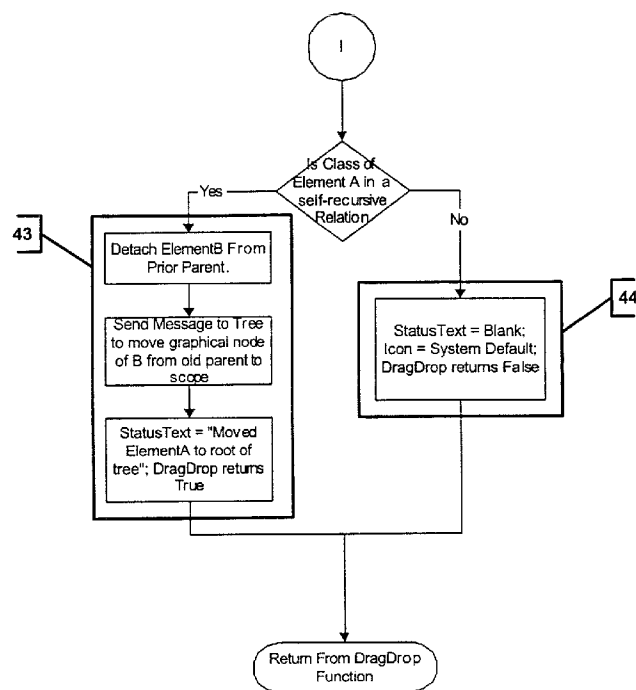 I
Is Class of
Element A in a
self-recursive
Relation
Yes
No
43
Detach ElementB From
Prior Parent.
Send Message to Tree
to move graphical node
of B from old parent to
scope
StatusText = "Moved
ElementA to root of
tree"; DragDrop returns
True
44
StatusText = Blank;
Icon = System Default;
DragDrop returns False
Return From DragDrop
Function